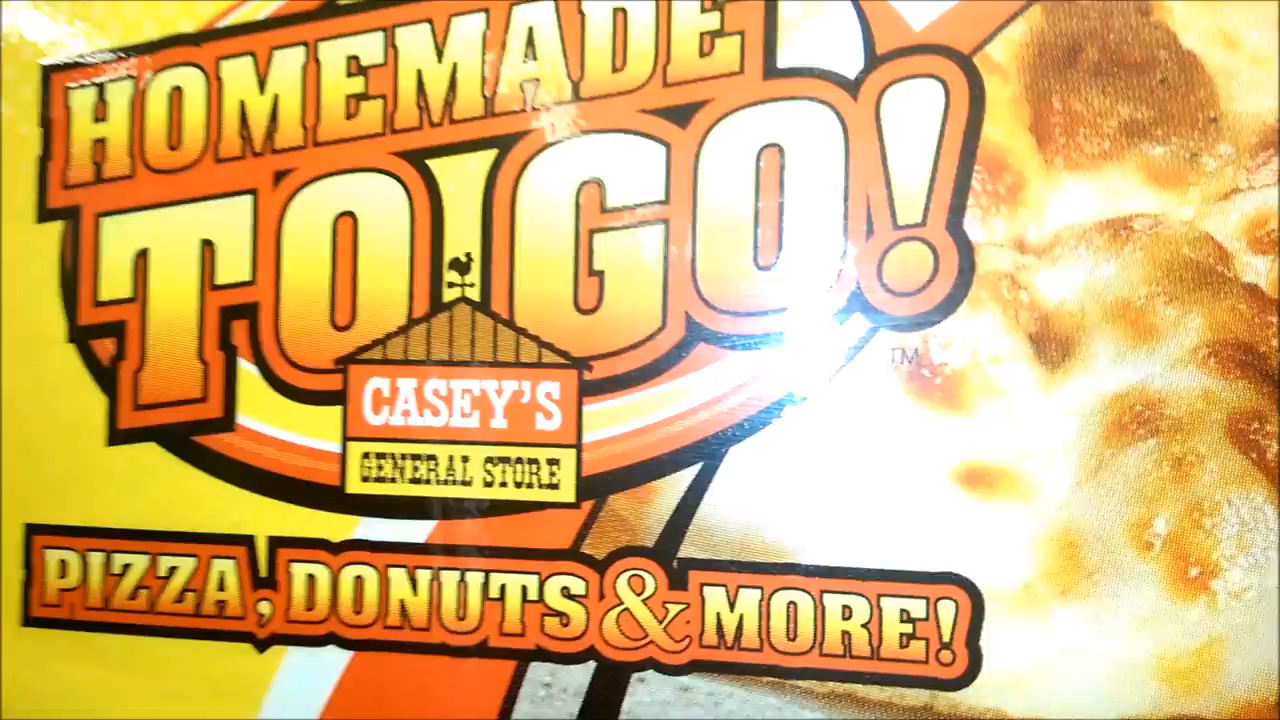 HOMEMADE
TO GO!
TM
CASEY'S
GENERAL STORE
PIZZA, DONUTS & MORE!